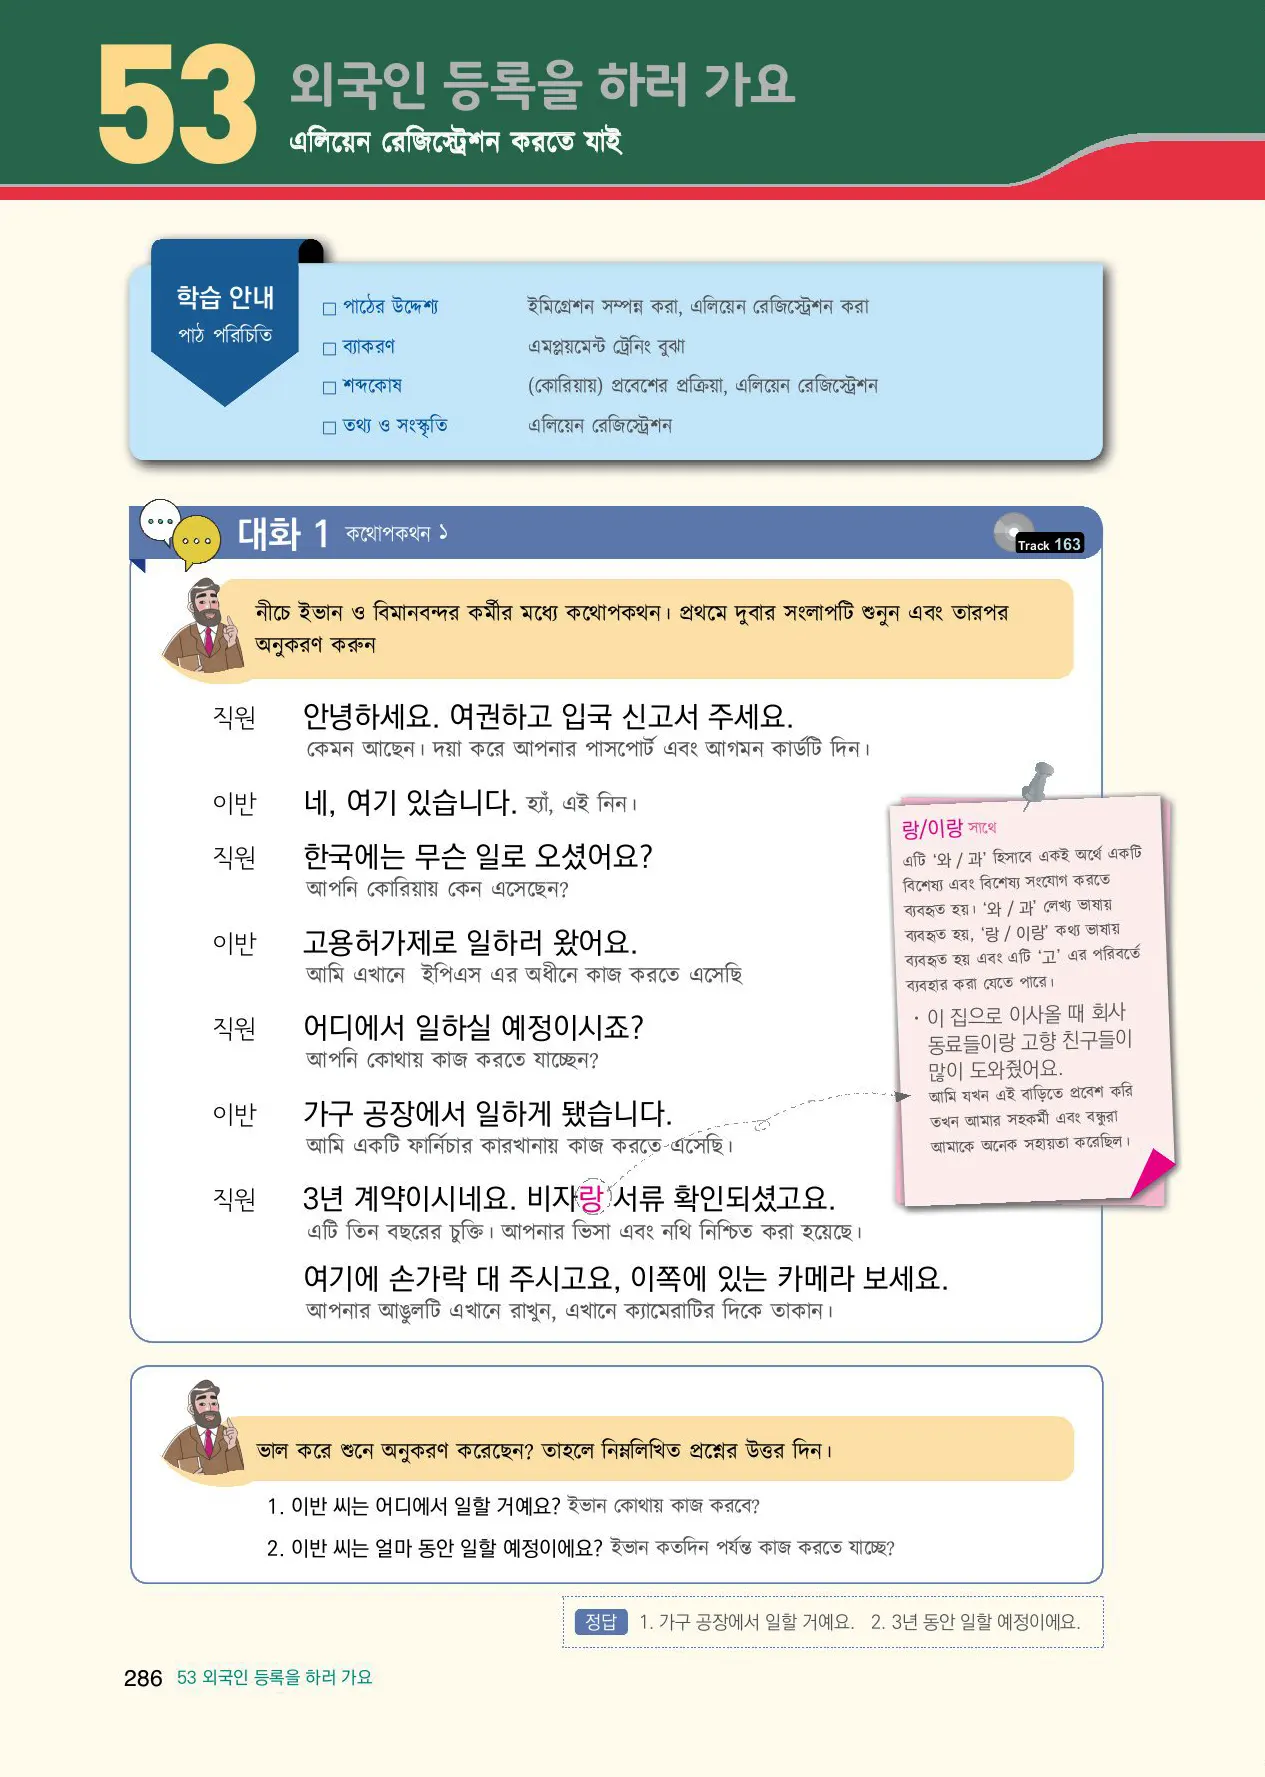 53
외국인 등록을 하러 가요
এলিয়েন রেজিস্ট্রেশন করতে যাই
학습 안내
পাঠ পরিচিতি
□ পাঠের উদ্দেশ্য ইমিগ্রেশন সম্পন্ন করা, এলিয়েন রেজিস্ট্রেশন করা
□ ব্যাকরণ এমপ্লয়মেন্ট ট্রেনিং বুঝা
□ শব্দকোষ (কোরিয়ায়) প্রবেশের প্রক্রিয়া, এলিয়েন রেজিস্ট্রেশন
□ তথ্য ও সংস্কৃতি এলিয়েন রেজিস্ট্রেশন
대화 1 কথোপকথন ১
Track 163
নীচে ইভান ও বিমানবন্দর কর্মীর মধ্যে কথোপকথন। প্রথমে দুবার সংলাপটি শুনুন এবং তারপর
অনুকরণ করুন
직원 안녕하세요. 여권하고 입국 신고서 주세요.
কেমন আছেন। দয়া করে আপনার পাসপোর্ট এবং আগমন কার্ডটি দিন।
이반 네, 여기 있습니다. হ্যাঁ, এই নিন।
직원 한국에는 무슨 일로 오셨어요?
আপনি কোরিয়ায় কেন এসেছেন?
이반 고용허가제로 일하러 왔어요.
আমি এখানে ইপিএস এর অধীনে কাজ করতে এসেছি
직원 어디에서 일하실 예정이시죠?
আপনি কোথায় কাজ করতে যাচ্ছেন?
이반 가구 공장에서 일하게 됐습니다.
আমি একটি ফার্নিচার কারখানায় কাজ করতে এসেছি।
직원 3년 계약이시네요. 비자랑 서류 확인되셨고요.
এটি তিন বছরের চুক্তি। আপনার ভিসা এবং নথি নিশ্চিত করা হয়েছে।
여기에 손가락 대 주시고요, 이쪽에 있는 카메라 보세요.
আপনার আঙুলটি এখানে রাখুন, এখানে ক্যামেরাটির দিকে তাকান।
랑/이랑 সাথে
এটি ‘와 / 과’ হিসাবে একই অর্থে একটি
বিশেষ্য এবং বিশেষ্য সংযোগ করতে
ব্যবহৃত হয়। ‘와 / 과’ লেখ্য ভাষায়
ব্যবহৃত হয়, ‘랑 / 이랑’ কথ্য ভাষায়
ব্যবহৃত হয় এবং এটি ‘고’ এর পরিবর্তে
ব্যবহার করা যেতে পারে।
• 이 집으로 이사올 때 회사
동료들이랑 고향 친구들이
많이 도와줬어요.
আমি যখন এই বাড়িতে প্রবেশ করি
তখন আমার সহকর্মী এবং বন্ধুরা
আমাকে অনেক সহায়তা করেছিল।
ভাল করে শুনে অনুকরণ করেছেন? তাহলে নিম্নলিখিত প্রশ্নের উত্তর দিন।
1. 이반 씨는 어디에서 일할 거예요? ইভান কোথায় কাজ করবে?
2. 이반 씨는 얼마 동안 일할 예정이에요? ইভান কতদিন পর্যন্ত কাজ করতে যাচ্ছে?
정답 1. 가구 공장에서 일할 거예요. 2. 3년 동안 일할 예정이에요.
286 53 외국인 등록을 하러 가요